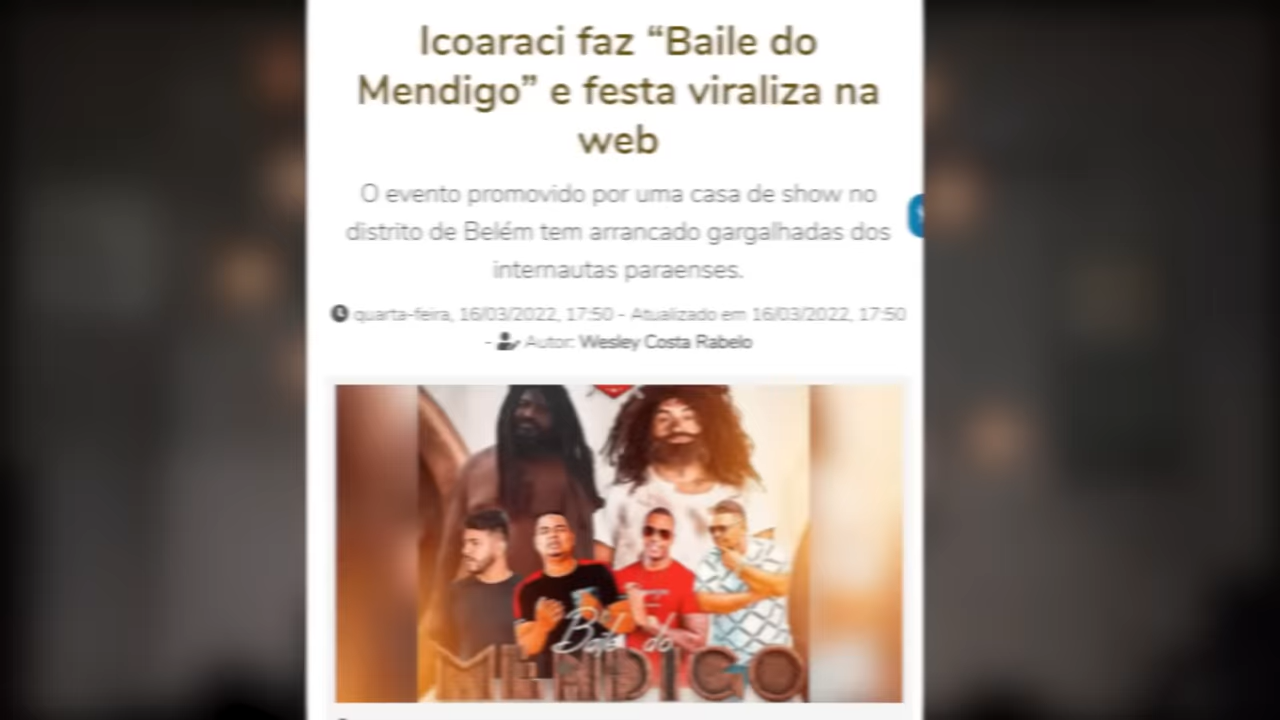 Icoaraci faz “Baile do
Mendigo” e festa viraliza na
web
O evento promovido por uma casa de show no
distrito de Belém tem arrancado gargalhadas dos
internautas paraenses.
quarta-feira, 16/03/2022, 17:50 - Atualizado em 16/03/2022, 17:50
- Autor: Wesley Costa Rabelo
Baile do
MENDIGO